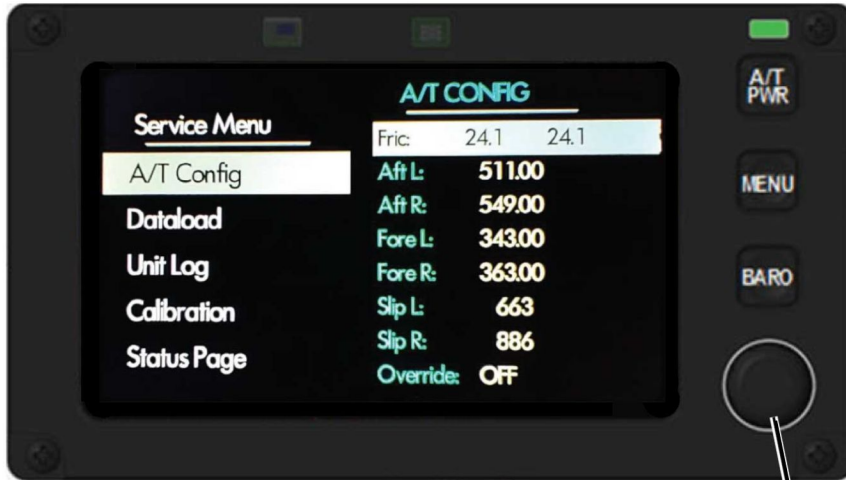 A/T CONFIG
Service Menu
Fric: 24.1 24.1
A/T Config
Aft L: 511.00
Aft R: 549.00
Dataload
Fore L: 343.00
Unit Log
Fore R: 363.00
Calibration
Slip L: 663
Slip R: 886
Status Page
Override: OFF
A/T
PWR
MENU
BARO